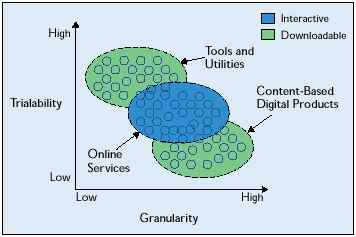 Interactive
Downloadable
High
Tools and
Utilities
Content-Based
Digital Products
Trialability
Online
Services
Low
Low
High
Granularity